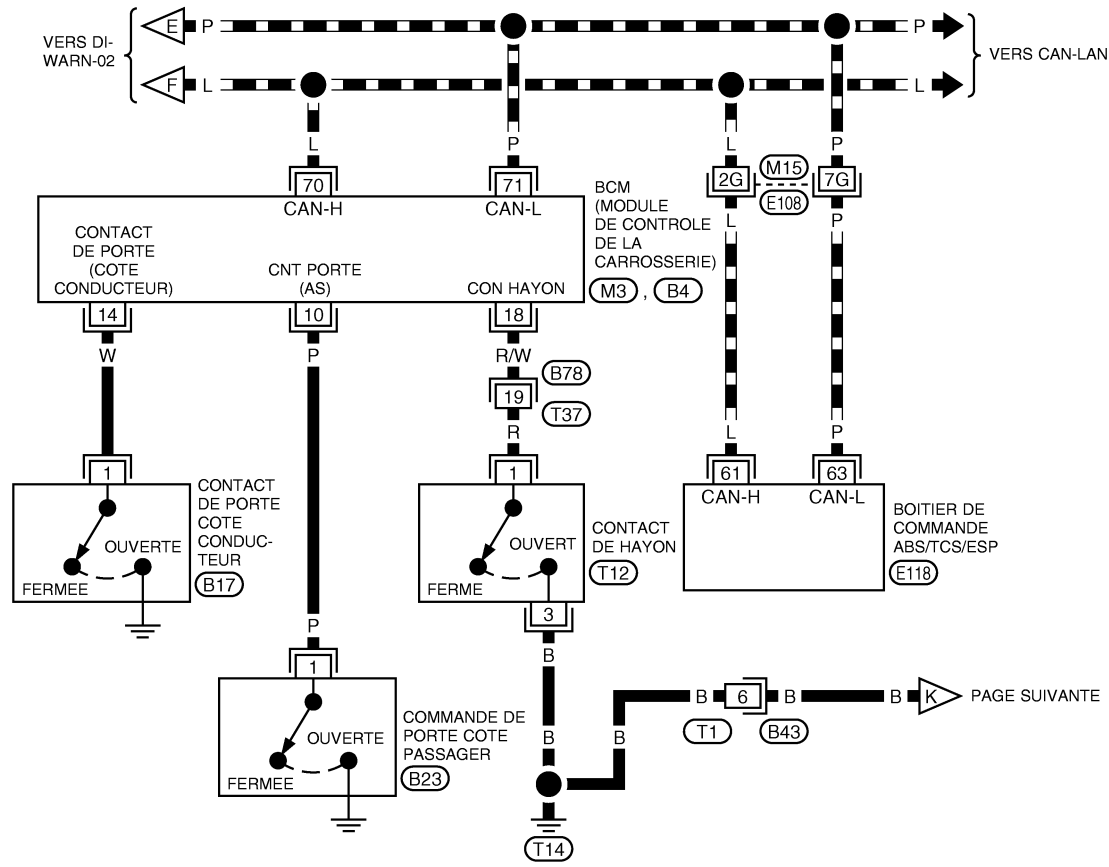 E P P
VERS DI-
WARN-02
VERS CAN-LAN
F L L
L P L P
70 71 2G M15 7G
E108
CAN-H CAN-L
BCM
(MODULE
DE CONTROLE
DE LA
CARROSSERIE)
M3 , B4
CONTACT
DE PORTE
(COTE
CONDUCTEUR)
CNT PORTE
(AS)
CON HAYON
L P
14 10 18
W P R/W
B78
19
T37
R L P
1 1 61 63
CAN-H CAN-L
CONTACT
DE PORTE
COTE
CONDUC-
TEUR
B17
OUVERTE
FERMEE
OUVERT
FERME
CONTACT
DE HAYON
T12
BOITIER DE
COMMANDE
ABS/TCS/ESP
E118
3
P B
1
B B 6 B B K PAGE SUIVANTE
T1 B43
COMMANDE DE
PORTE COTE
PASSAGER
B23
OUVERTE
FERMEE
B
T14